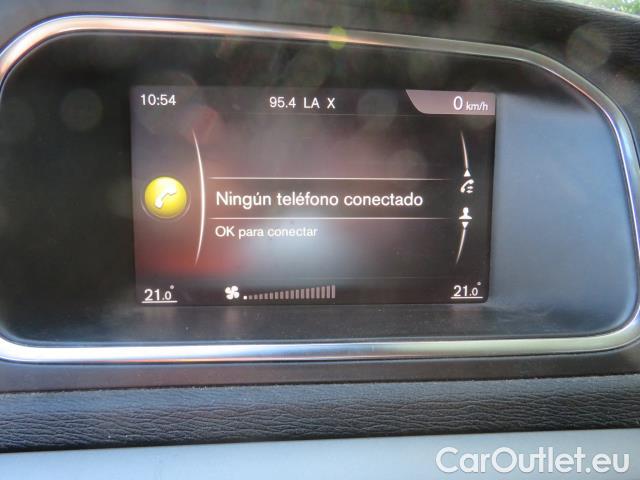 10:54 95.4 LA X 0 km/h
Ningún teléfono conectado
OK para conectar
21.0° 21.0°
CarOutlet.eu